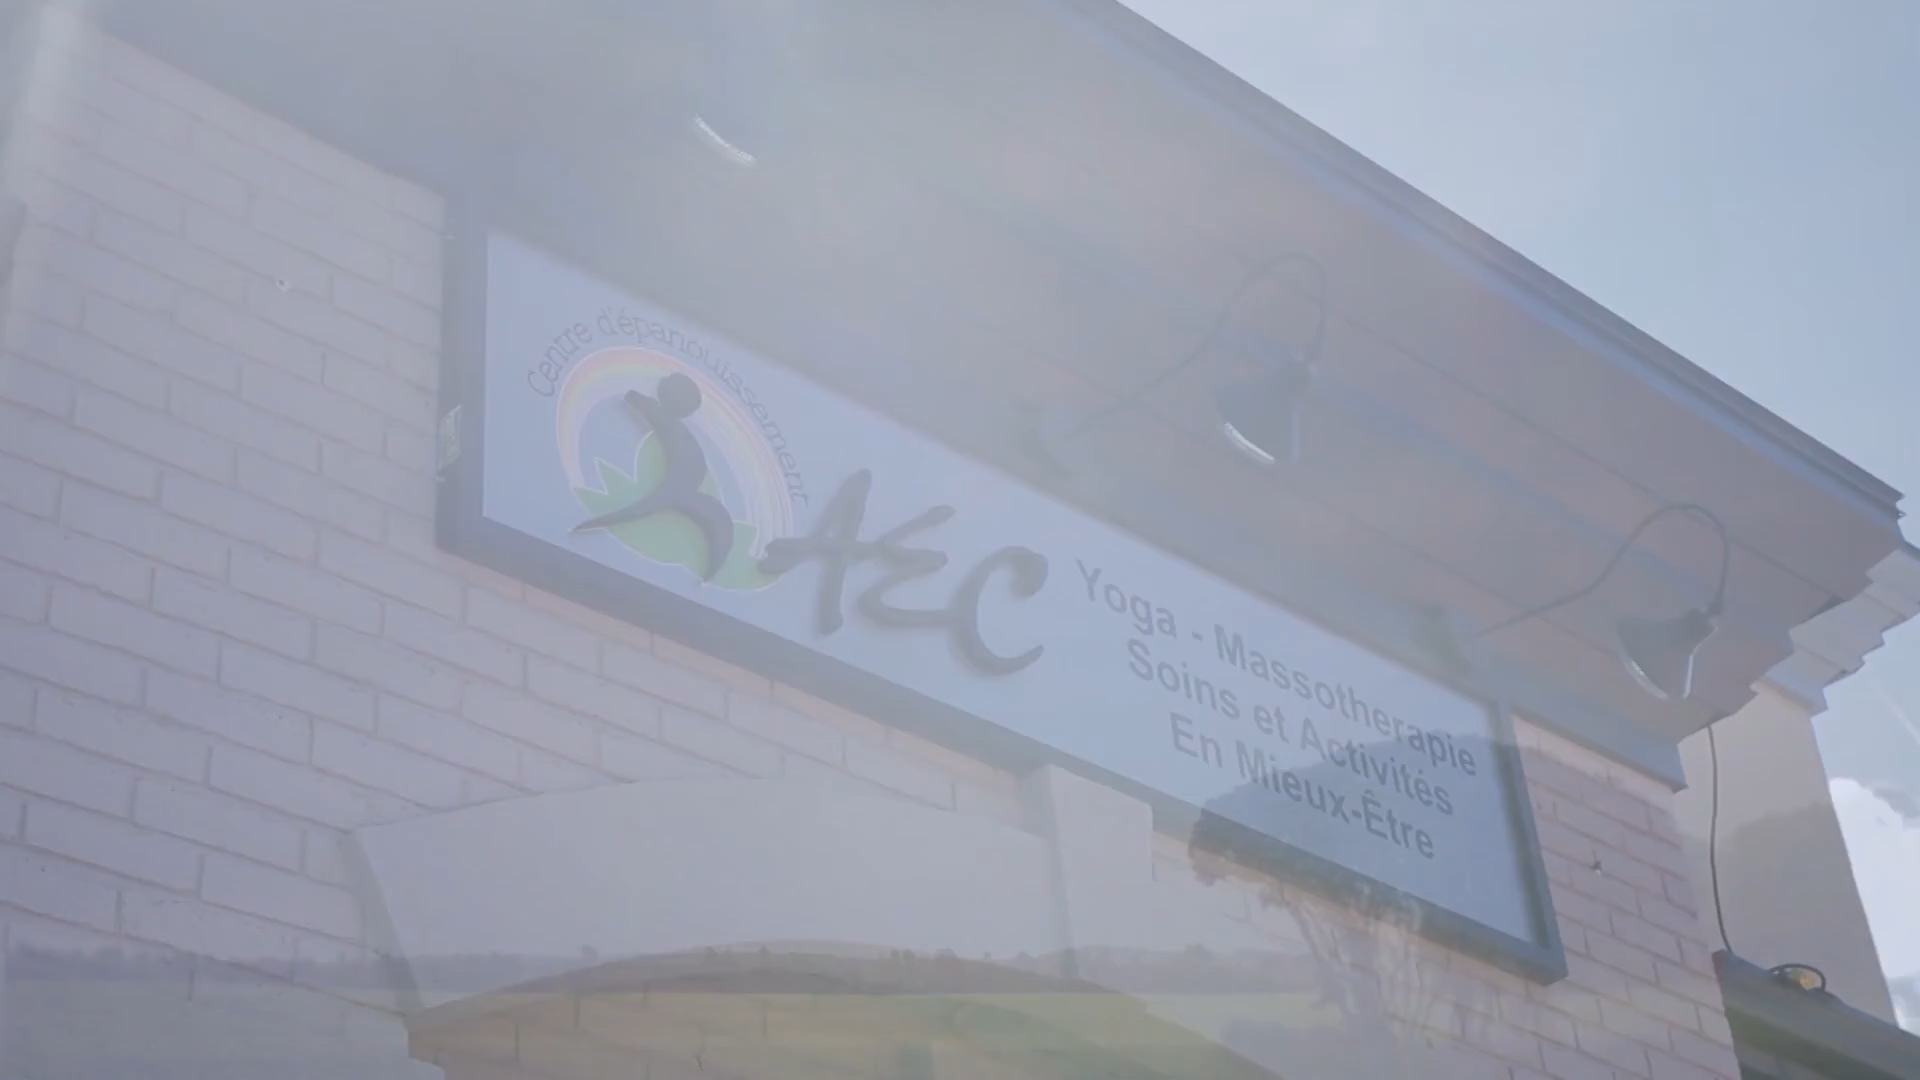 Centre d'épanouissement
AEC
Yoga - Massotherapie
Soins et Activités
En Mieux-Être